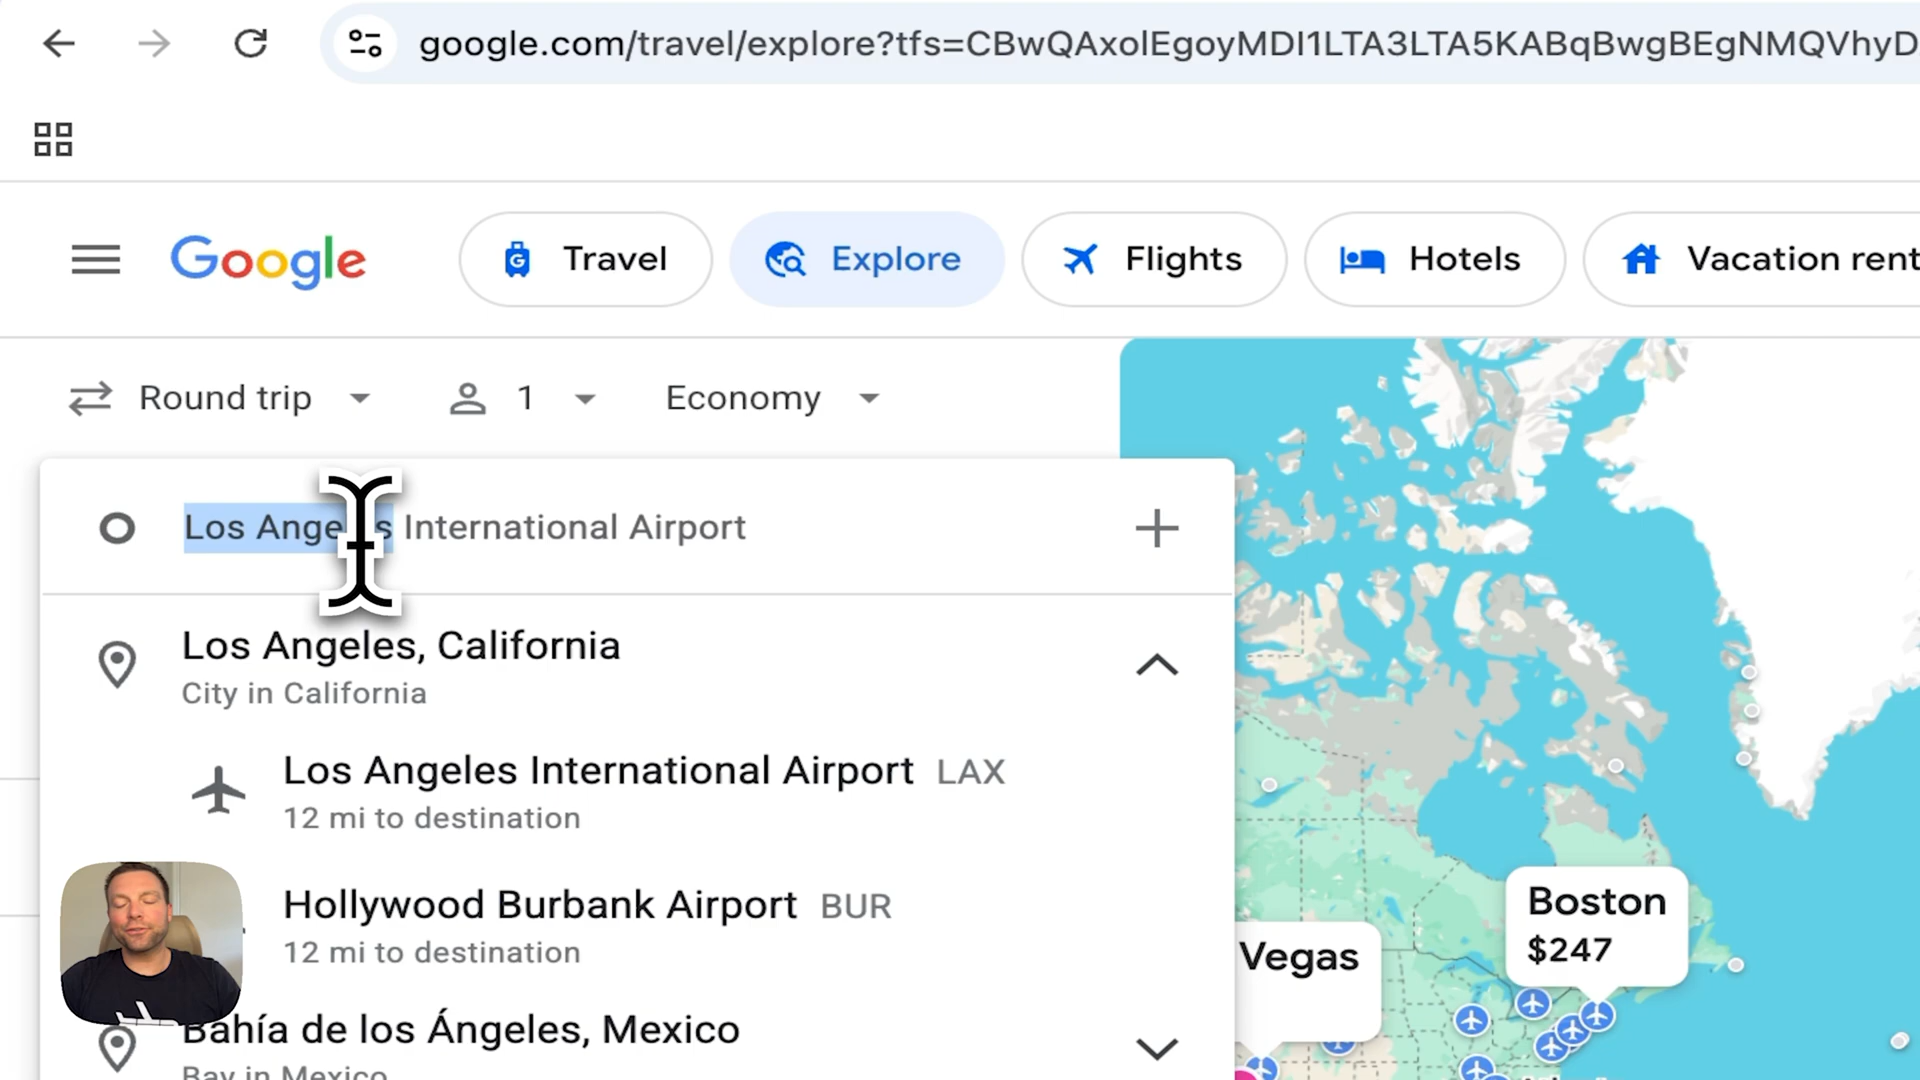 google.com/travel/explore?tfs=CBwQAxolEgoyMDI1LTA3LTA5KABqBwgBEgNMQVhyD
Google
Travel
Explore
Flights
Hotels
Vacation rent
Round trip
1
Economy
Los Angeles International Airport
Los Angeles, California
City in California
Los Angeles International Airport LAX
12 mi to destination
Hollywood Burbank Airport BUR
12 mi to destination
Bahía de los Ángeles, Mexico
Bay in Mexico
Boston
$247
Vegas